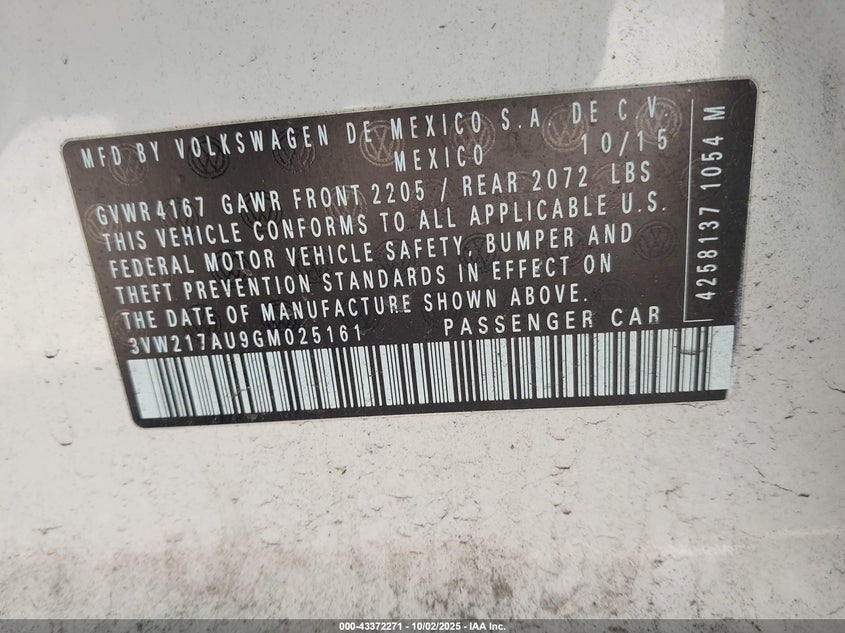 MFD BY VOLKSWAGEN DE MEXICO S.A. DE C.V.
MEXICO 10/15
GVWR 4167 GAWR FRONT 2205 / REAR 2072 LBS
THIS VEHICLE CONFORMS TO ALL APPLICABLE U.S.
FEDERAL MOTOR VEHICLE SAFETY, BUMPER AND
THEFT PREVENTION STANDARDS IN EFFECT ON
THE DATE OF MANUFACTURE SHOWN ABOVE.
3VW217AU9GM025161 PASSENGER CAR
4258137 1054 M
000-43372271 - 10/02/2025 - IAA Inc.